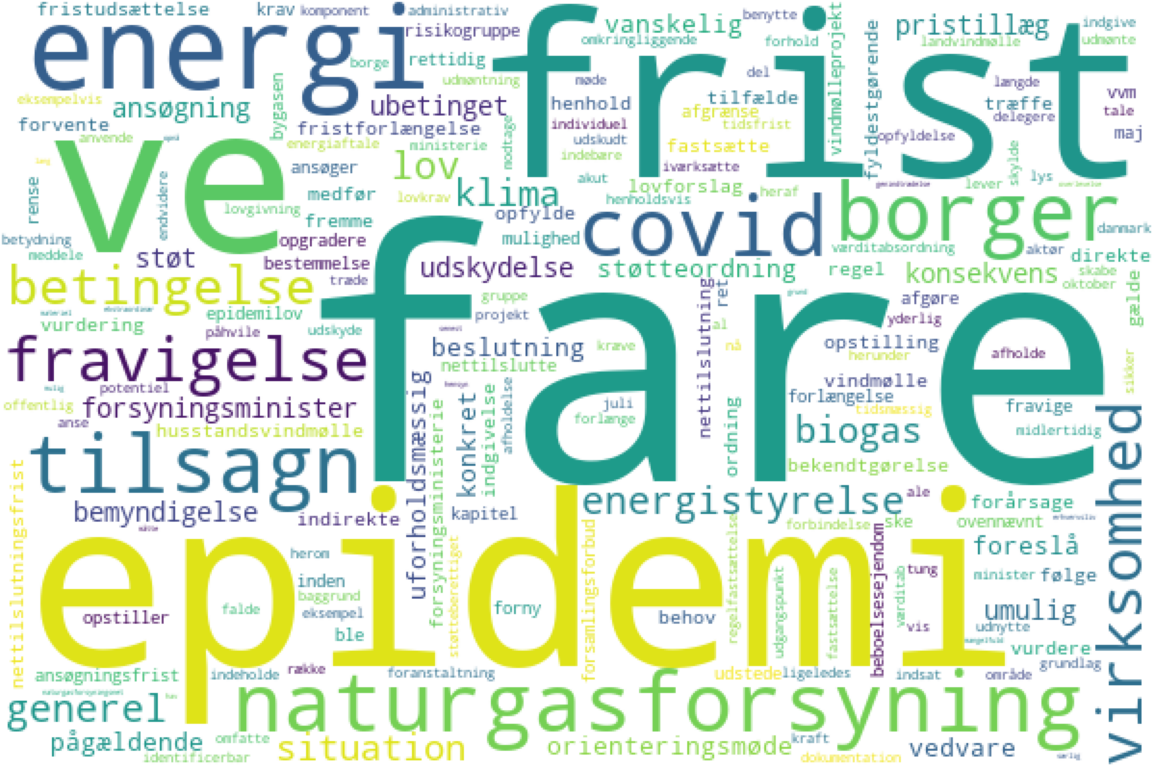 fristudsættelse
krav
komponent
administrativ
benytte
indgive
energi
risikogruppe
vanskelig
omkringliggende
forhold
pristillæg
landvindmølle
udmønte
borge
rettidig
frist
eksempelvis
ansøgning
bygasen
udmøntning
møde
del
vindmølleprojekt
fyldestgørende
længde
vvm
ubetinget
henhold
tilfælde
træffe
tale
forvente
fristforlængelse
individuel
afgrænse
delegere
maj
anvende
ve
energiaftale
ministerie
modtage
udskudt
tidsfrist
opfyldelse
indebære
fastsætte
ansøger
lov
akut
iværksætte
skylde
lys
rense
endvidere
medfør
lovkrav
klima
henholdsvis
lovforslag
heraf
lever
lovgivning
fremme
opfylde
covid
borger
danmark
betydning
opgradere
mulighed
værditabsordning
aktør
direkte
meddele
støt
bestemmelse
udskydelse
støtteordning
regel
konsekvens
skabe
betingelse
træde
fare
gruppe
nettilslutning
ret
afgøre
oktober
gælde
vurdering
epidemilov
projekt
al
yderlig
påhvile
udskyde
beslutning
kræve
nå
opstilling
fravigelse
nettilslutte
herunder
afholde
sikker
potentiel
uforholdsmæssig
vindmølle
offentlig
forsyningsminister
konkret
afholdelse
juli
forlængelse
fravige
anse
husstandsvindmølle
forlænge
ordning
tidsmæssig
midlertidig
tilsagn
indgivelse
biogas
virksomhed
forsyningsministerie
bekendtgørelse
nettilslutningsfrist
energistyrelse
ale
forårsage
bemyndigelse
indirekte
kapitel
forbindelse
ske
ovennævnt
epidemi
støtteberettiget
forsamlingsforbud
regelfastsættelse
beboelsesejendom
foreslå
herom
inden
baggrund
udgangspunkt
fastsættelse
værditab
tung
minister
følge
opstiller
falde
eksempel
forny
behov
vis
umulig
udnytte
ble
vurdere
ansøgningsfrist
indeholde
række
foranstaltning
udstede
ligeledes
indsat
område
grundlag
generel
naturgasforsyning
pågældende
omfatte
situation
orienteringsmøde
kraft
vedvare
identificerbar
dokumentation